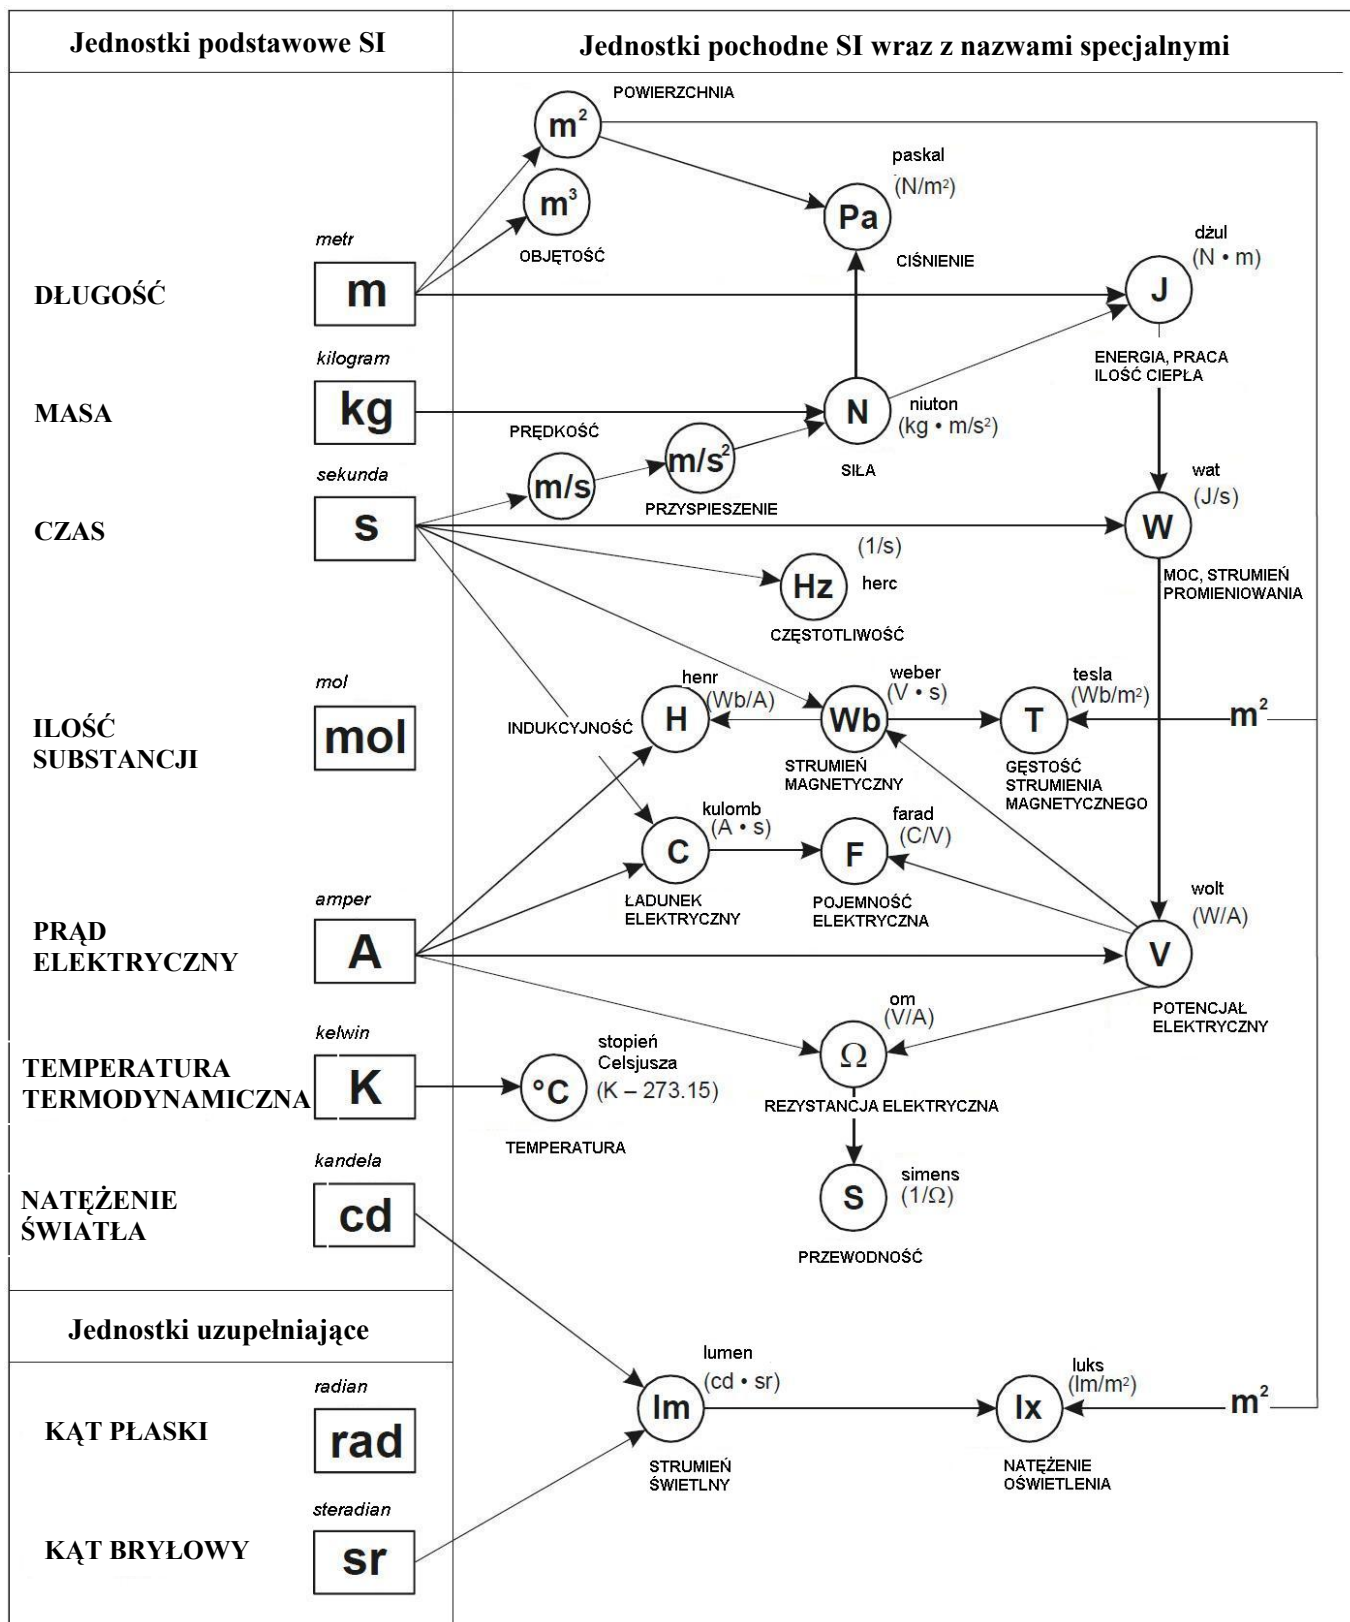 Jednostki podstawowe SI
Jednostki pochodne SI wraz z nazwami specjalnymi
POWIERZCHNIA
m²
paskal
(N/m²)
m³
Pa
OBJĘTOŚĆ
CIŚNIENIE
metr
DŁUGOŚĆ
m
dżul
(N • m)
J
ENERGIA, PRACA
ILOŚĆ CIEPŁA
kilogram
MASA
kg
N
niuton
(kg • m/s²)
SIŁA
PRĘDKOŚĆ
m/s
m/s²
PRZYSPIESZENIE
sekunda
CZAS
s
wat
(J/s)
W
MOC, STRUMIEŃ
PROMIENIOWANIA
(1/s)
Hz
herc
CZĘSTOTLIWOŚĆ
mol
ILOŚĆ
SUBSTANCJI
mol
INDUKCYJNOŚĆ
henr
(Wb/A)
H
weber
(V • s)
Wb
STRUMIEŃ
MAGNETYCZNY
tesla
(Wb/m²)
T
m²
GĘSTOŚĆ
STRUMIENIA
MAGNETYCZNEGO
kulomb
(A • s)
C
ŁADUNEK
ELEKTRYCZNY
farad
(C/V)
F
POJEMNOŚĆ
ELEKTRYCZNA
amper
PRĄD
ELEKTRYCZNY
A
wolt
(W/A)
V
POTENCJAŁ
ELEKTRYCZNY
om
(V/A)
Ω
REZYSTANCJA ELEKTRYCZNA
kelwin
TEMPERATURA
TERMODYNAMICZNA
K
°C
stopień
Celsjusza
(K – 273.15)
TEMPERATURA
simens
(1/Ω)
S
PRZEWODNOŚĆ
kandela
NATĘŻENIE
ŚWIATŁA
cd
Jednostki uzupełniające
radian
KĄT PŁASKI
rad
lumen
(cd • sr)
lm
STRUMIEŃ
ŚWIETLNY
luks
(lm/m²)
lx
m²
NATĘŻENIE
OŚWIETLENIA
steradian
KĄT BRYŁOWY
sr